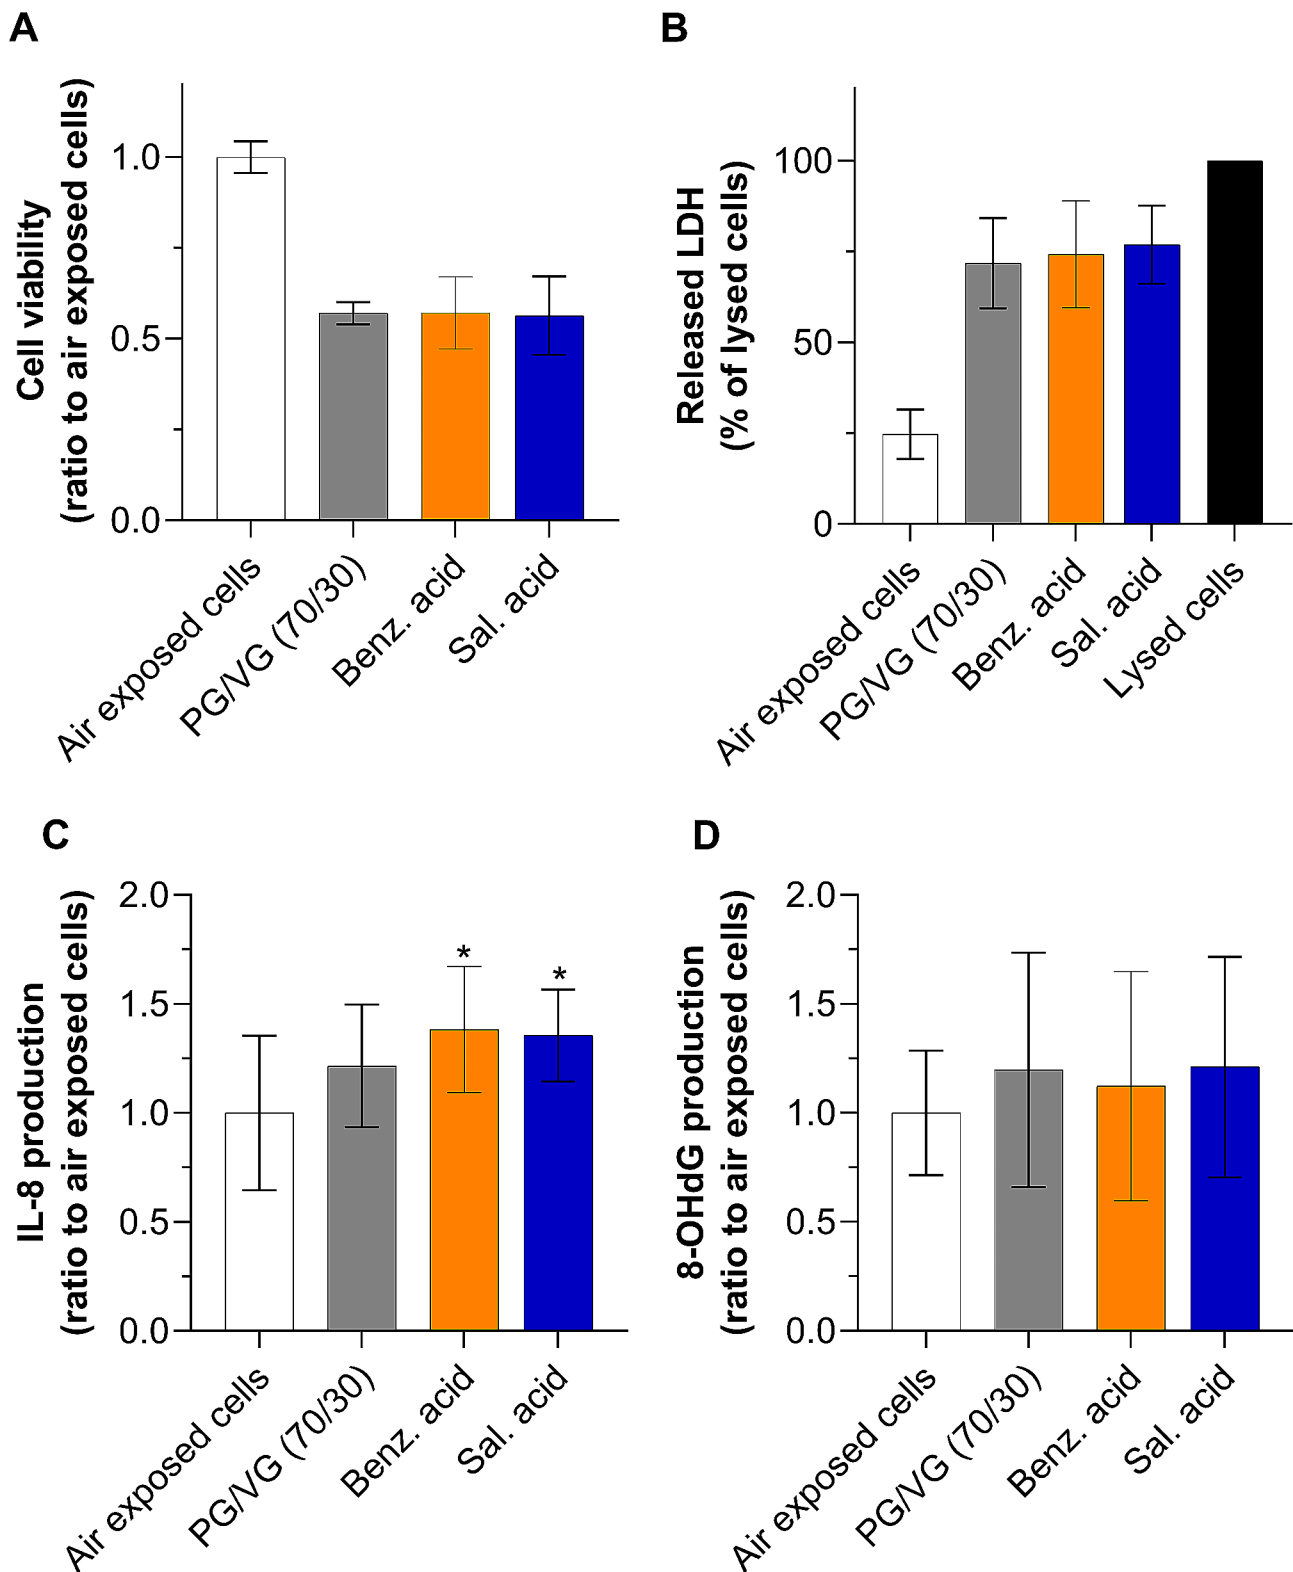 A
Cell viability
(ratio to air exposed cells)
1.0
0.5
0.0
Air exposed cells
PG/VG (70/30)
Benz. acid
Sal. acid
B
Released LDH
(% of lysed cells)
100
50
0
Air exposed cells
PG/VG (70/30)
Benz. acid
Sal. acid
Lysed cells
C
IL-8 production
(ratio to air exposed cells)
2.0
1.5
1.0
0.5
0.0
*
*
Air exposed cells
PG/VG (70/30)
Benz. acid
Sal. acid
D
8-OHdG production
(ratio to air exposed cells)
2.0
1.5
1.0
0.5
0.0
Air exposed cells
PG/VG (70/30)
Benz. acid
Sal. acid